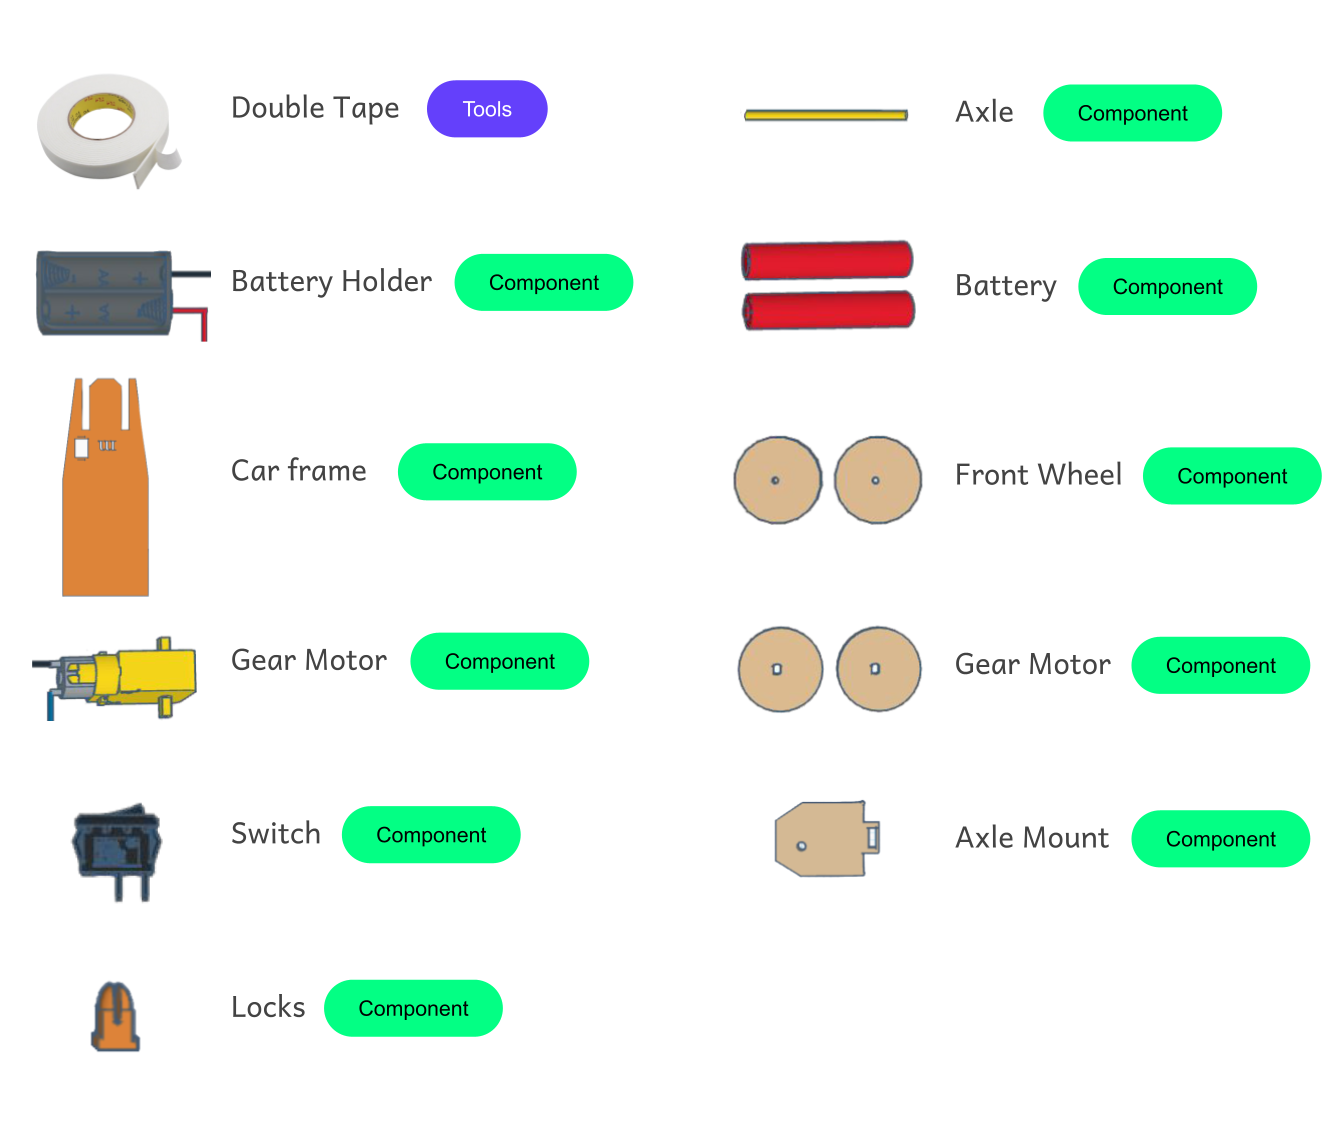 Double Tape Tools
Axle Component
Battery Holder Component
Battery Component
Car frame Component
Front Wheel Component
Gear Motor Component
Gear Motor Component
Switch Component
Axle Mount Component
Locks Component